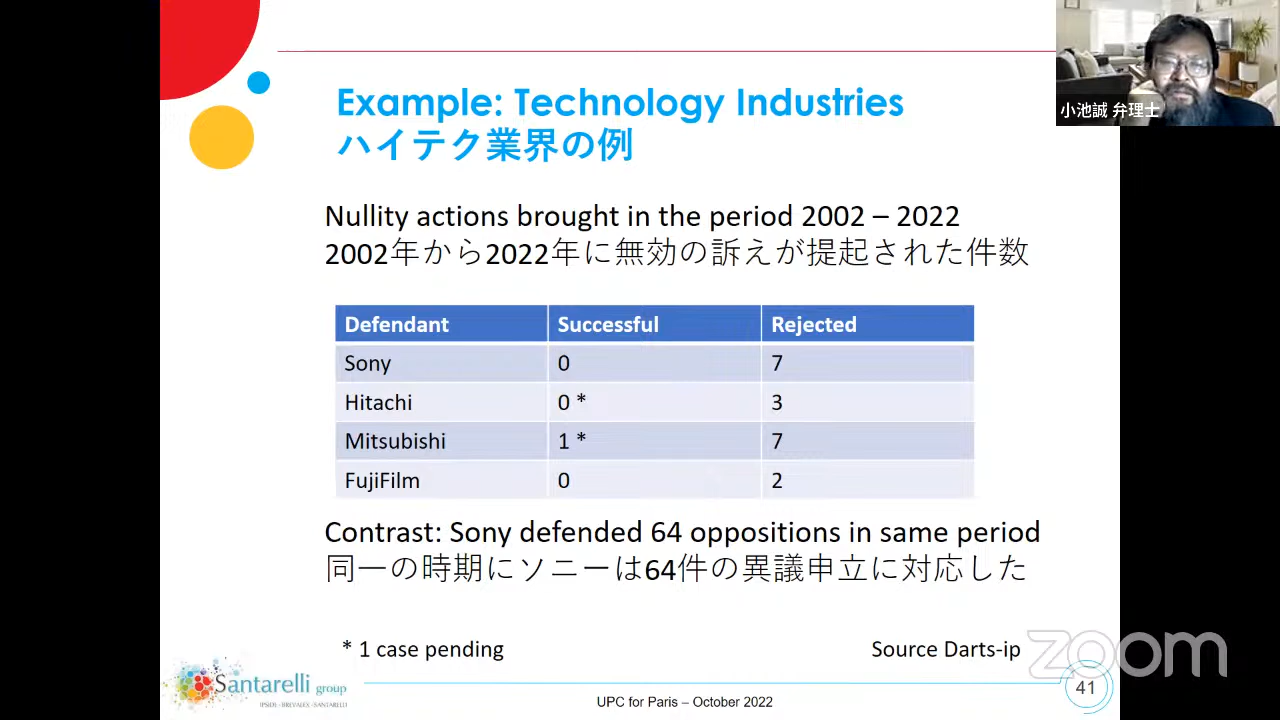 小池誠 弁理士
Example: Technology Industries
ハイテク業界の例
Nullity actions brought in the period 2002 – 2022
2002年から2022年に無効の訴えが提起された件数
Defendant Successful Rejected
Sony 0 7
Hitachi 0 * 3
Mitsubishi 1 * 7
FujiFilm 0 2
Contrast: Sony defended 64 oppositions in same period
同一の時期にソニーは64件の異議申立に対応した
* 1 case pending
Source Darts-ip
zoom
Santarelli group
IPSIDE • BREVALEX • SANTARELLI
UPC for Paris – October 2022
41